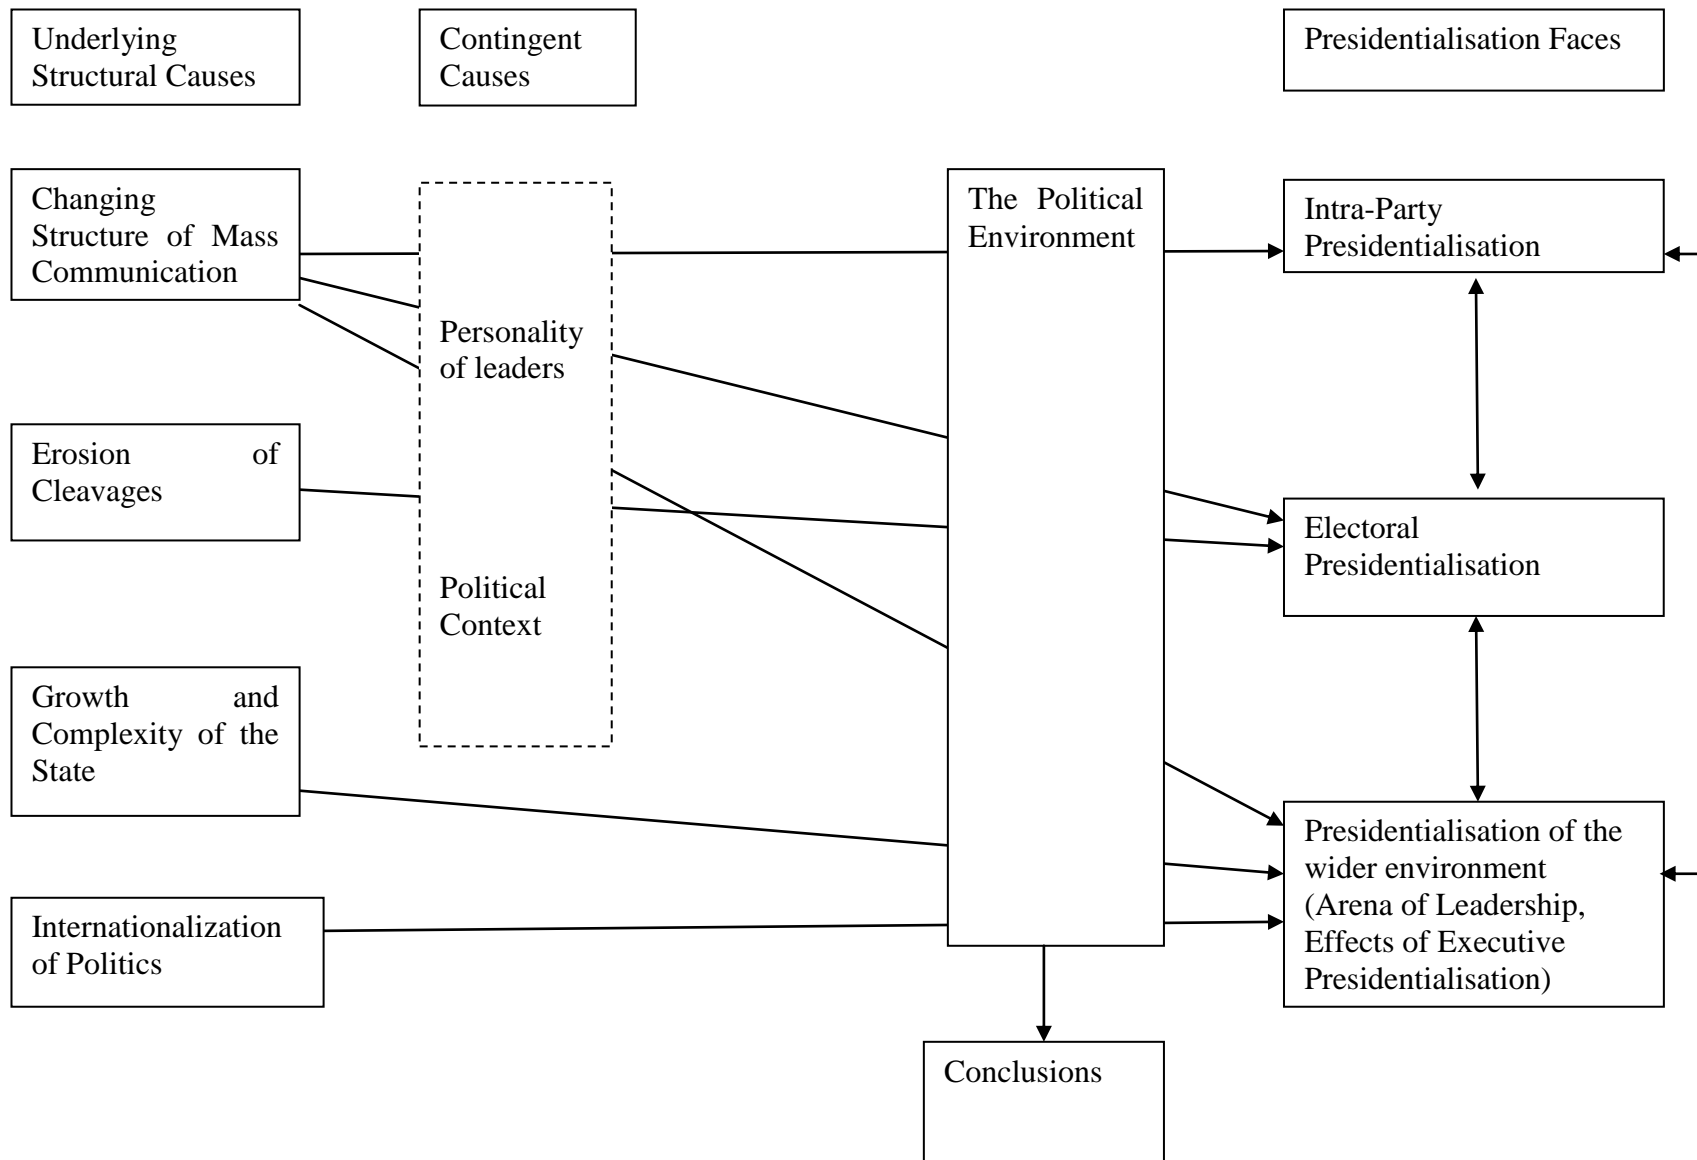 Underlying
Structural Causes
Contingent
Causes
Presidentialisation Faces
Changing
Structure of Mass
Communication
Personality
of leaders
Political
Context
The Political
Environment
Intra-Party
Presidentialisation
Erosion of
Cleavages
Electoral
Presidentialisation
Growth and
Complexity of the
State
Presidentialisation of the
wider environment
(Arena of Leadership,
Effects of Executive
Presidentialisation)
Internationalization
of Politics
Conclusions